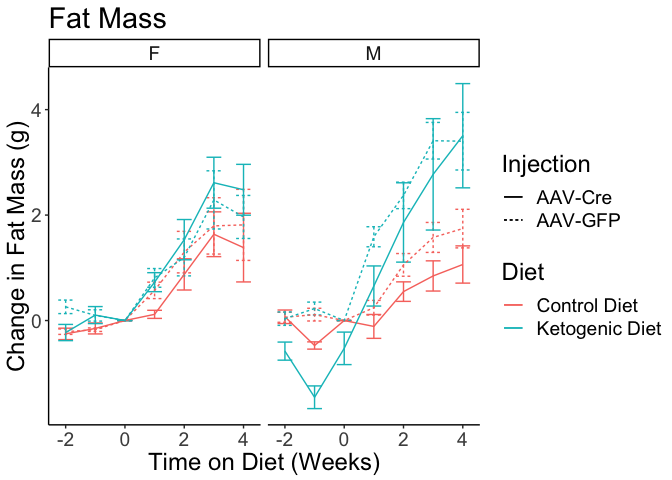 Fat Mass
F
M
4
2
0
Change in Fat Mass (g)
-2 0 2 4
-2 0 2 4
Time on Diet (Weeks)
Injection
AAV-Cre
AAV-GFP
Diet
Control Diet
Ketogenic Diet